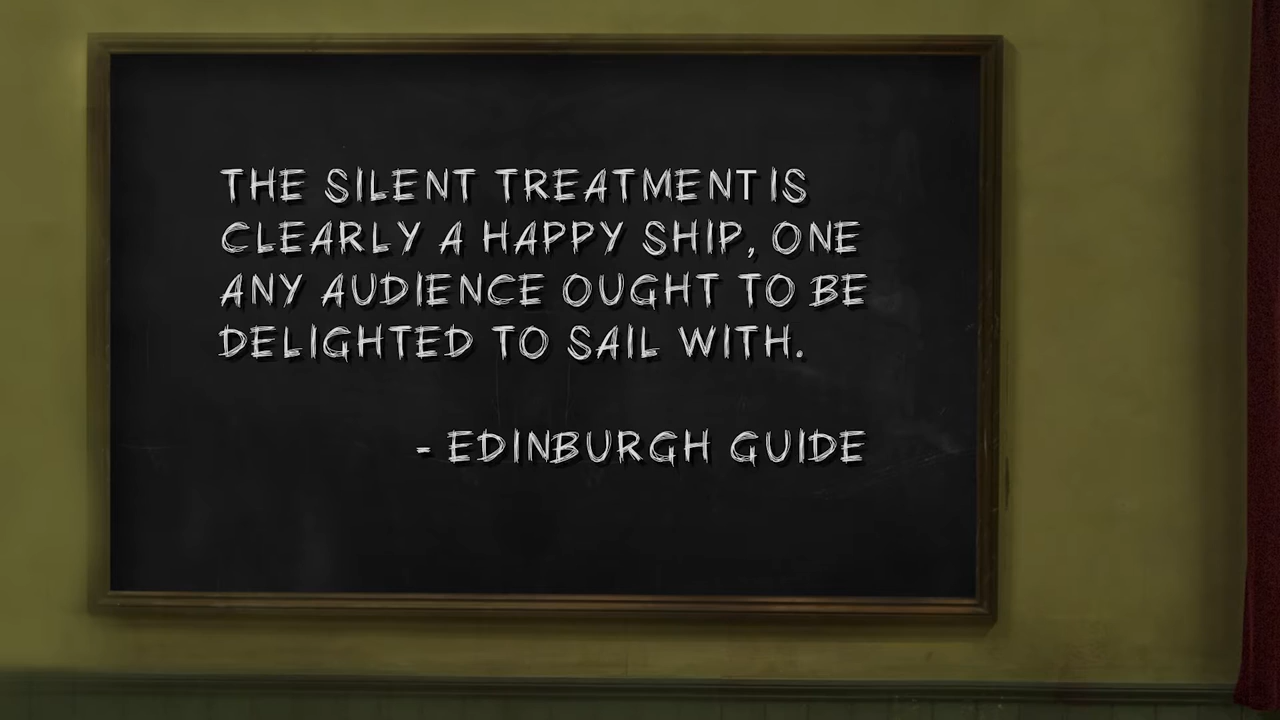 THE SILENT TREATMENT IS
CLEARLY A HAPPY SHIP, ONE
ANY AUDIENCE OUGHT TO BE
DELIGHTED TO SAIL WITH.
- EDINBURGH GUIDE